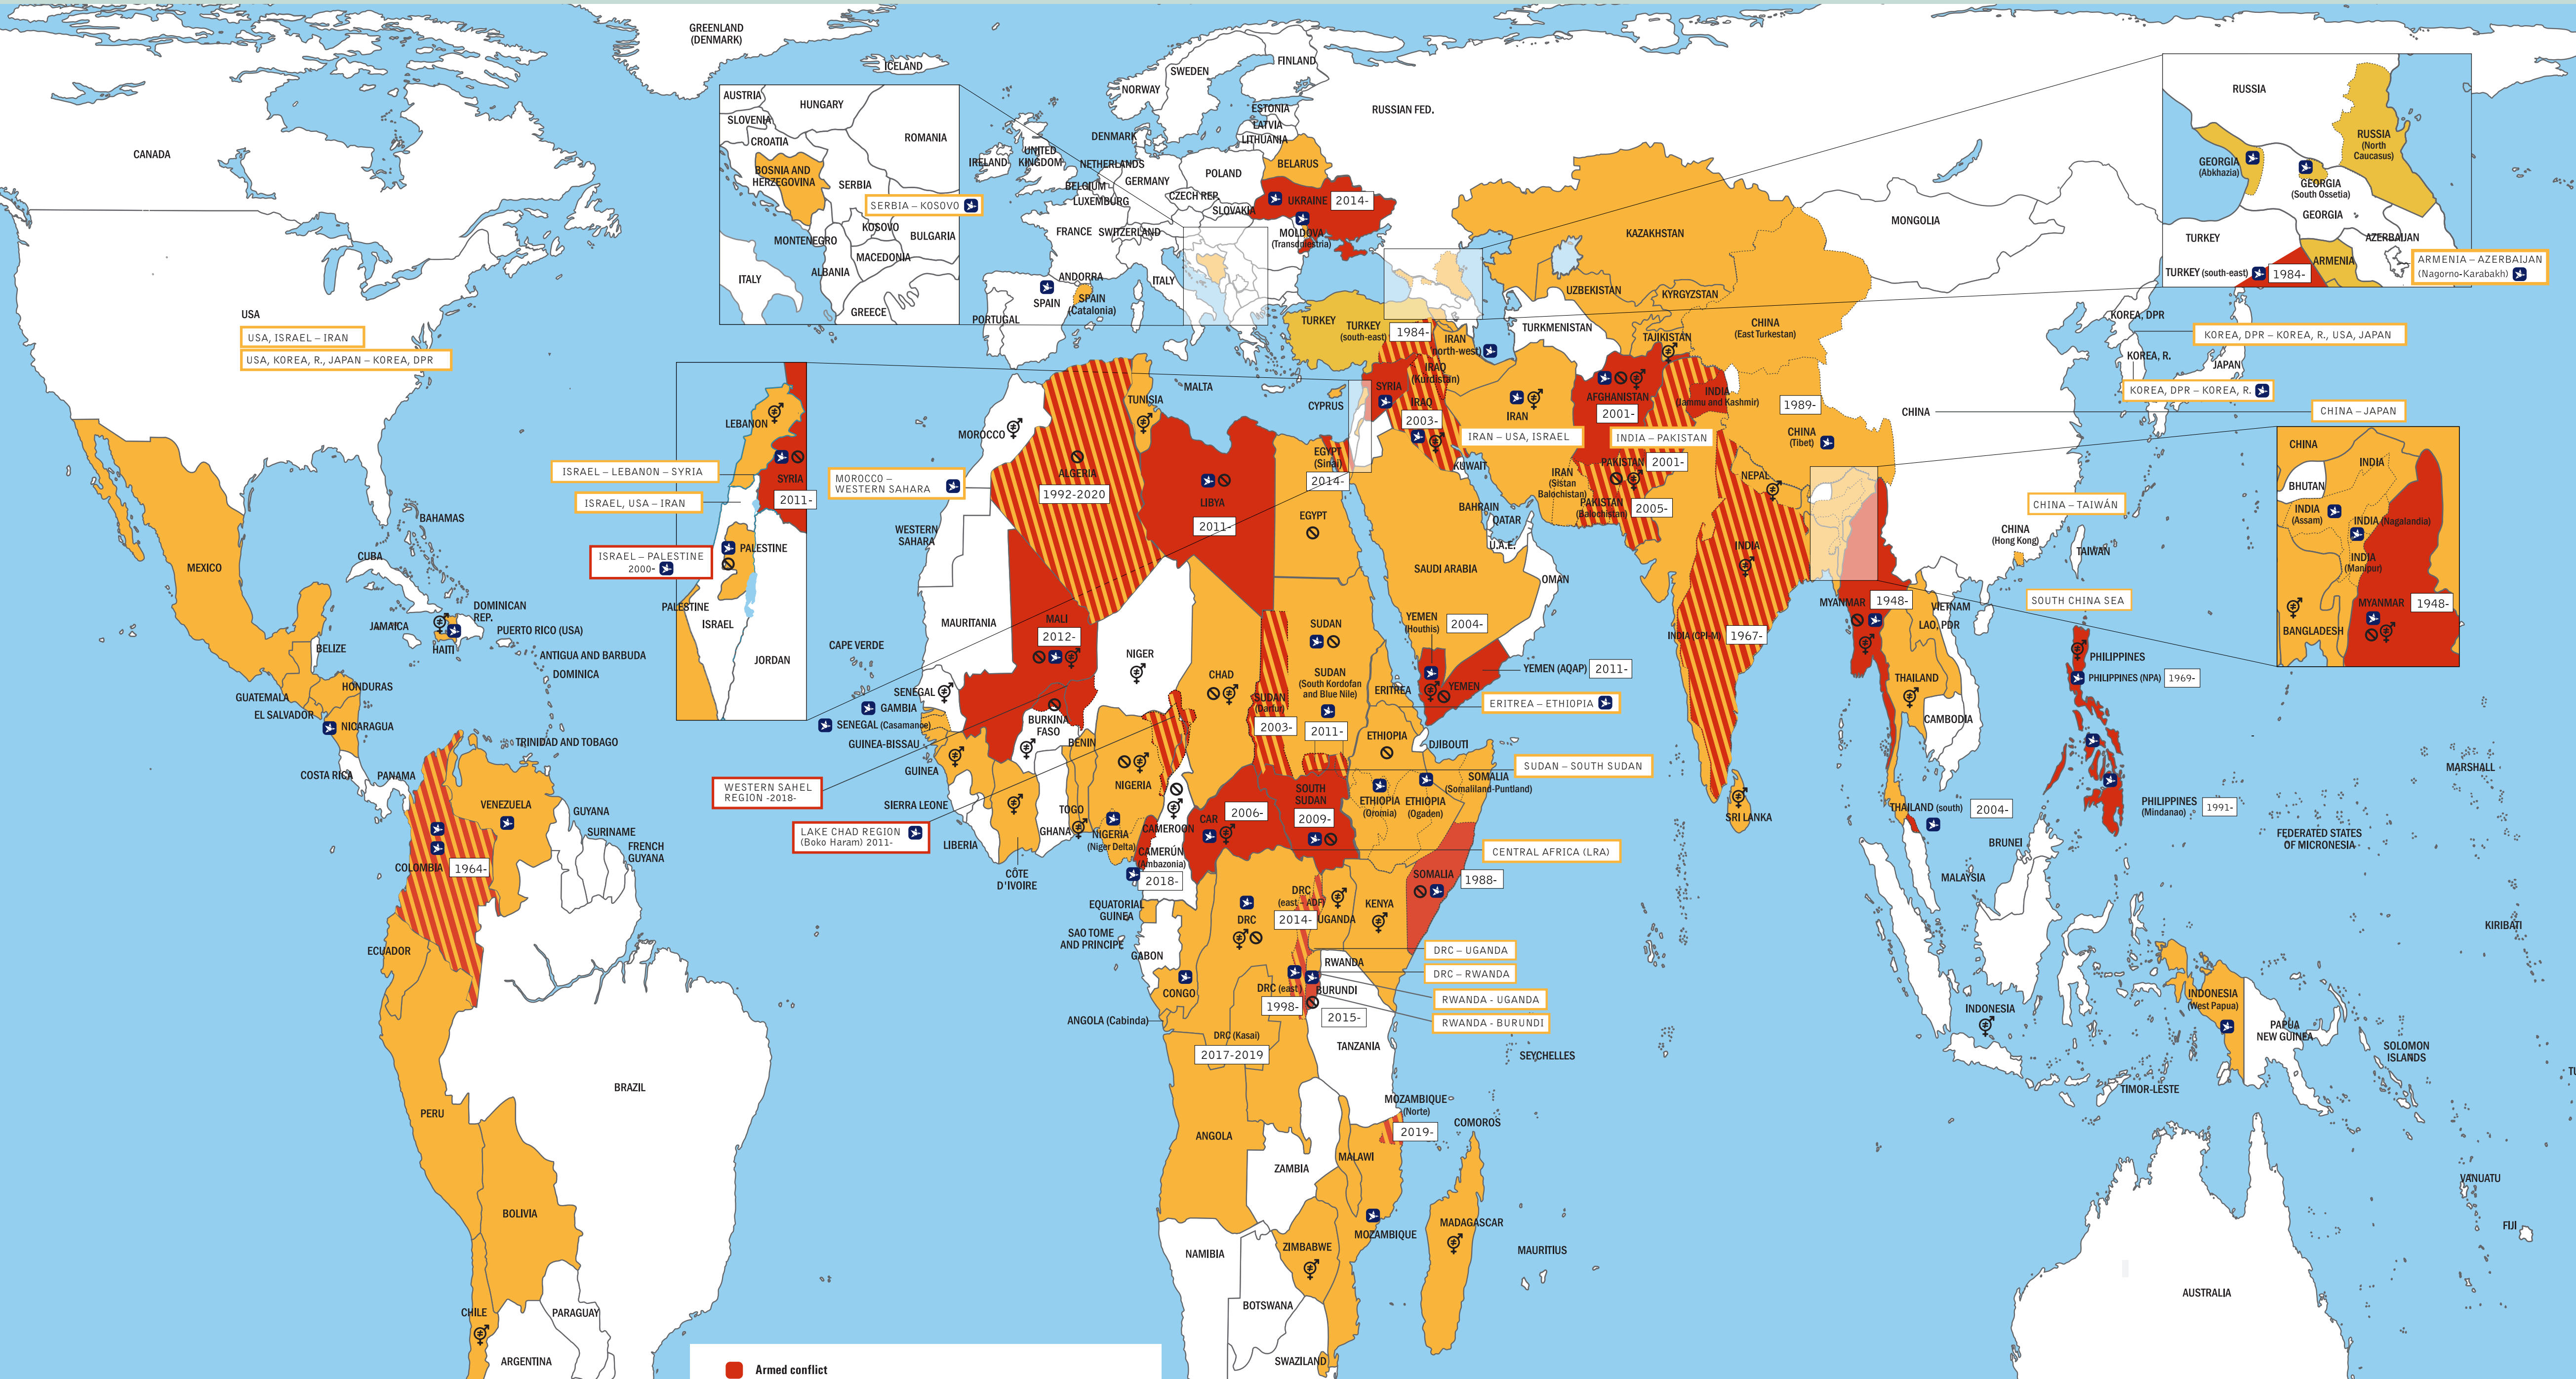 GREENLAND
(DENMARK)
ICELAND
FINLAND
SWEDEN
NORWAY
RUSSIAN FED.
CANADA
ESTONIA
LATVIA
LITHUANIA
DENMARK
UNITED
KINGDOM
IRELAND
NETHERLANDS
BELARUS
POLAND
GERMANY
BELGIUM
LUXEMBURG
CZECH REP.
SLOVAKIA
UKRAINE
2014-
MOLDOVA
(Transdniestria)
FRANCE
SWITZERLAND
ANDORRA
ITALY
SPAIN
SPAIN
(Catalonia)
PORTUGAL
AUSTRIA
HUNGARY
SLOVENIA
CROATIA
ROMANIA
BOSNIA AND
HERZEGOVINA
SERBIA
SERBIA – KOSOVO
KOSOVO
MONTENEGRO
BULGARIA
MACEDONIA
ALBANIA
ITALY
GREECE
RUSSIA
RUSSIA
(North
Caucasus)
GEORGIA
(Abkhazia)
GEORGIA
(South Ossetia)
GEORGIA
TURKEY
AZERBAIJAN
ARMENIA
TURKEY (south-east)
1984-
ARMENIA – AZERBAIJAN
(Nagorno-Karabakh)
KAZAKHSTAN
MONGOLIA
UZBEKISTAN
KYRGYZSTAN
TURKMENISTAN
TAJIKISTAN
CHINA
(East Turkestan)
TURKEY
TURKEY
(south-east)
1984-
IRAN
(north-west)
KOREA, DPR
KOREA, R.
JAPAN
KOREA, DPR – KOREA, R., USA, JAPAN
KOREA, DPR – KOREA, R.
CHINA – JAPAN
CHINA
USA
USA, ISRAEL – IRAN
USA, KOREA, R., JAPAN – KOREA, DPR
MALTA
CYPRUS
SYRIA
IRAQ
(Kurdistan)
IRAQ
2003-
IRAN
AFGHANISTAN
2001-
INDIA
(Jammu and Kashmir)
1989-
CHINA
(Tibet)
IRAN – USA, ISRAEL
INDIA – PAKISTAN
KUWAIT
PAKISTAN
2001-
IRAN
(Sistan
Balochistan)
PAKISTAN
(Balochistan)
2005-
NEPAL
LEBANON
SYRIA
2011-
ISRAEL – LEBANON – SYRIA
ISRAEL, USA – IRAN
ISRAEL – PALESTINE
2000-
PALESTINE
PALESTINE
ISRAEL
JORDAN
MOROCCO
TUNISIA
MOROCCO –
WESTERN SAHARA
WESTERN
SAHARA
ALGERIA
1992-2020
LIBYA
2011-
EGYPT
(Sinai)
2014-
EGYPT
BAHRAIN
QATAR
U.A.E.
SAUDI ARABIA
OMAN
INDIA
INDIA (CPI-M)
1967-
CHINA – TAIWÁN
CHINA
(Hong Kong)
TAIWAN
SOUTH CHINA SEA
CHINA
INDIA
BHUTAN
INDIA
(Assam)
INDIA (Nagalandia)
INDIA
(Manipur)
MYANMAR
1948-
BANGLADESH
MYANMAR
1948-
VIETNAM
LAO, PDR
THAILAND
CAMBODIA
THAILAND (south)
2004-
PHILIPPINES
PHILIPPINES (NPA)
1969-
PHILIPPINES
(Mindanao)
1991-
BRUNEI
MALAYSIA
SRI LANKA
MARSHALL
FEDERATED STATES
OF MICRONESIA
KIRIBATI
MEXICO
BAHAMAS
CUBA
DOMINICAN
REP.
JAMAICA
HAITI
PUERTO RICO (USA)
ANTIGUA AND BARBUDA
DOMINICA
BELIZE
HONDURAS
GUATEMALA
EL SALVADOR
NICARAGUA
TRINIDAD AND TOBAGO
COSTA RICA
PANAMA
VENEZUELA
GUYANA
SURINAME
FRENCH
GUYANA
COLOMBIA
1964-
ECUADOR
PERU
BRAZIL
BOLIVIA
CHILE
PARAGUAY
ARGENTINA
CAPE VERDE
MAURITANIA
MALI
2012-
NIGER
CHAD
SUDAN
SUDAN
(South Kordofan
and Blue Nile)
2011-
SUDAN
(Darfur)
2003-
ERITREA
YEMEN
(Houthis)
2004-
YEMEN
YEMEN (AQAP)
2011-
ERITREA – ETHIOPIA
SENEGAL
GAMBIA
SENEGAL (Casamance)
GUINEA-BISSAU
GUINEA
BURKINA
FASO
BENIN
NIGERIA
ETHIOPIA
DJIBOUTI
SUDAN – SOUTH SUDAN
SOMALIA
(Somaliland-Puntland)
WESTERN SAHEL
REGION -2018-
LAKE CHAD REGION
(Boko Haram) 2011-
SIERRA LEONE
LIBERIA
CÔTE
D'IVOIRE
TOGO
GHANA
NIGERIA
(Niger Delta)
CAMEROON
CAMERÚN
(Ambazonia)
2018-
CAR
2006-
SOUTH
SUDAN
2009-
ETHIOPIA
(Oromia)
ETHIOPIA
(Ogaden)
CENTRAL AFRICA (LRA)
SOMALIA
1988-
EQUATORIAL
GUINEA
SAO TOME
AND PRINCIPE
GABON
CONGO
DRC
DRC
(east – ADF)
2014-
UGANDA
KENYA
DRC – UGANDA
DRC – RWANDA
RWANDA - UGANDA
RWANDA - BURUNDI
RWANDA
DRC (east)
1998-
BURUNDI
2015-
ANGOLA (Cabinda)
DRC (Kasai)
2017-2019
TANZANIA
SEYCHELLES
MOZAMBIQUE
(Norte)
2019-
COMOROS
ANGOLA
ZAMBIA
MALAWI
MOZAMBIQUE
MADAGASCAR
MAURITIUS
ZIMBABWE
NAMIBIA
BOTSWANA
SWAZILAND
INDONESIA
INDONESIA
(West Papua)
PAPUA
NEW GUINEA
SOLOMON
ISLANDS
TIMOR-LESTE
VANUATU
FIJI
AUSTRALIA
Armed conflict